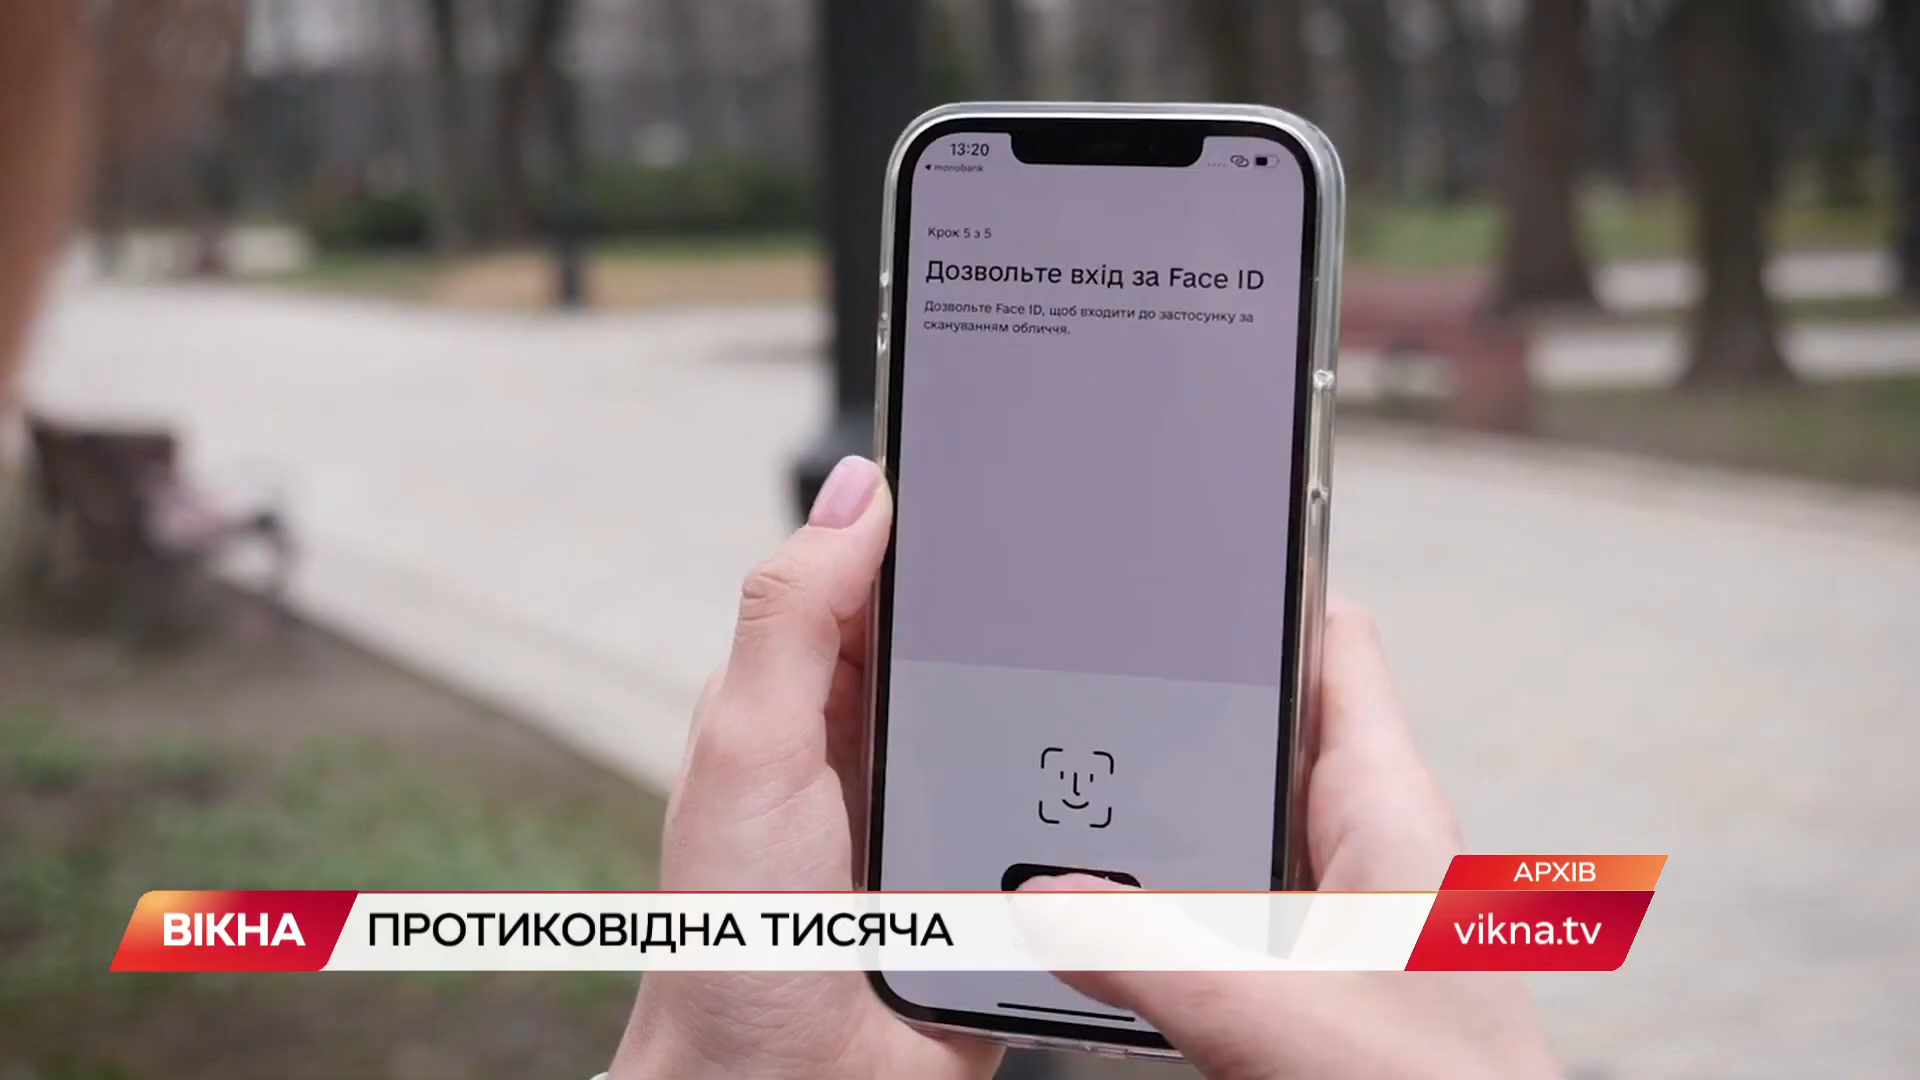 13:20
monobank
Крок 5 з 5
Дозвольте вхід за Face ID
Дозвольте Face ID, щоб входити до застосунку за
скануванням обличчя.
АРХІВ
ВІКНА
ПРОТИКОВІДНА ТИСЯЧА
vikna.tv